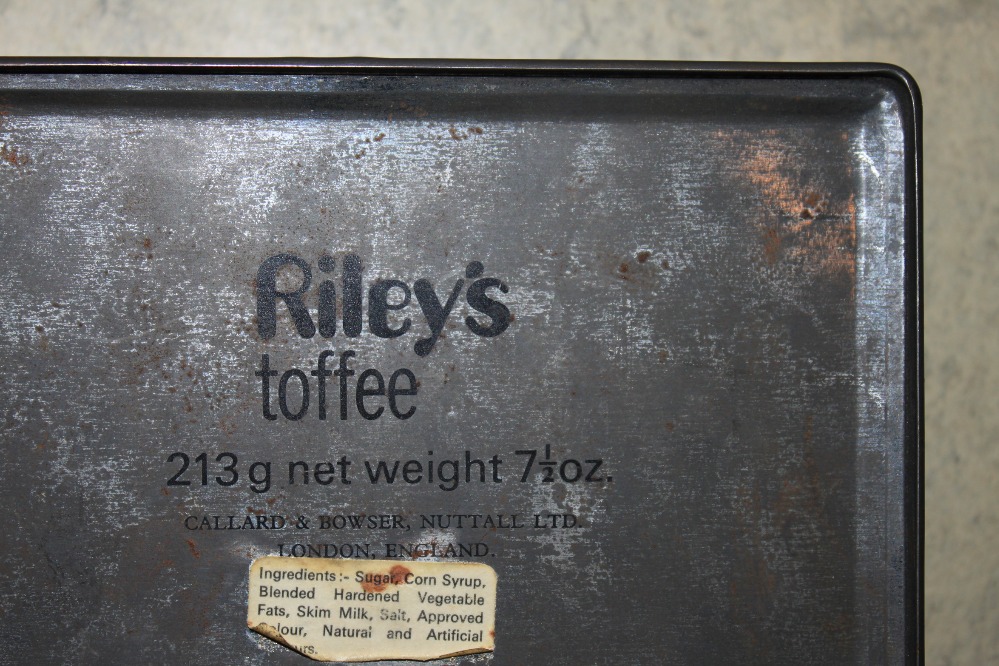 Riley's
toffee
213g net weight 7½oz.
CALLARD & BOWSER, NUTTALL LTD.
LONDON, ENGLAND.
Ingredients:- Sugar, Corn Syrup,
Blended Hardened Vegetable
Fats, Skim Milk, Salt, Approved
Colour, Natural and Artificial